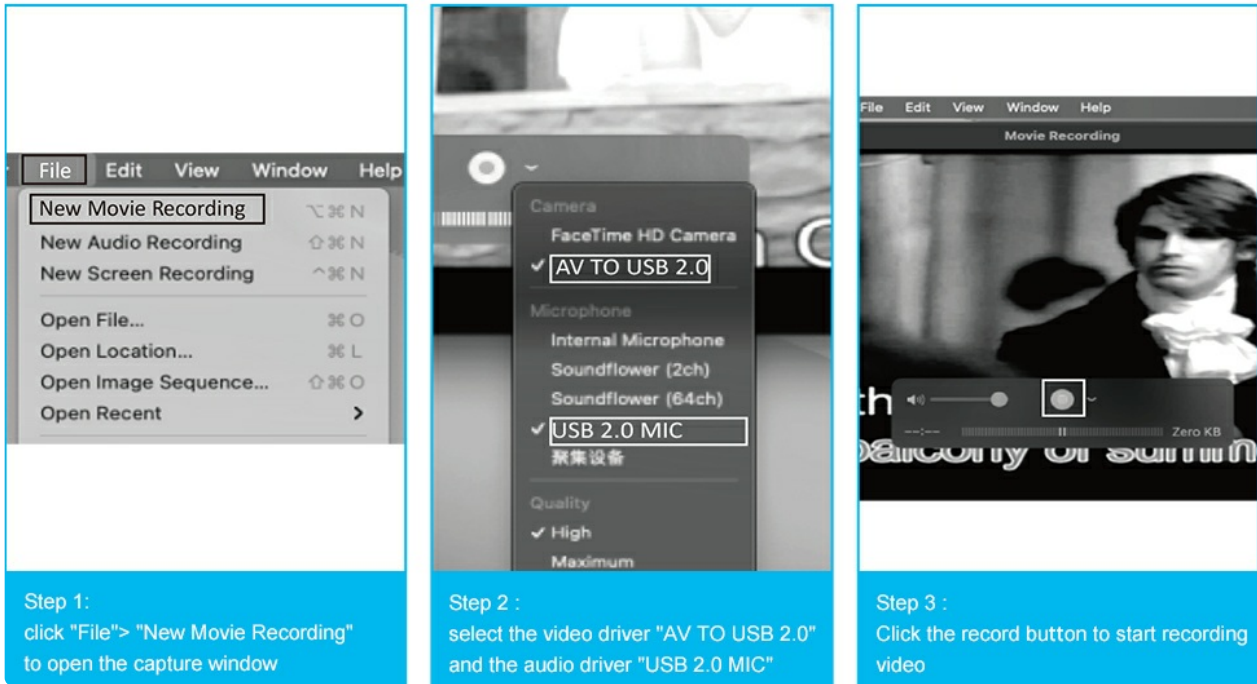 File Edit View Window Help
New Movie Recording ⌥⌘N
New Audio Recording ⇧⌘N
New Screen Recording ^⌘N
Open File... ⌘O
Open Location... ⌘L
Open Image Sequence... ⇧⌘O
Open Recent >
Step 1:
click "File"> "New Movie Recording"
to open the capture window
Camera
FaceTime HD Camera
✓ AV TO USB 2.0
Microphone
Internal Microphone
Soundflower (2ch)
Soundflower (64ch)
✓ USB 2.0 MIC
聚集设备
Quality
✓ High
Maximum
Step 2 :
select the video driver "AV TO USB 2.0"
and the audio driver "USB 2.0 MIC"
File Edit View Window Help
Movie Recording
th
--:-- Zero KB
balcony of summ
Step 3 :
Click the record button to start recording
video